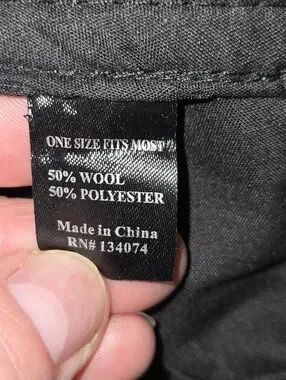 ONE SIZE FITS MOST
50% WOOL
50% POLYESTER
Made in China
RN# 134074